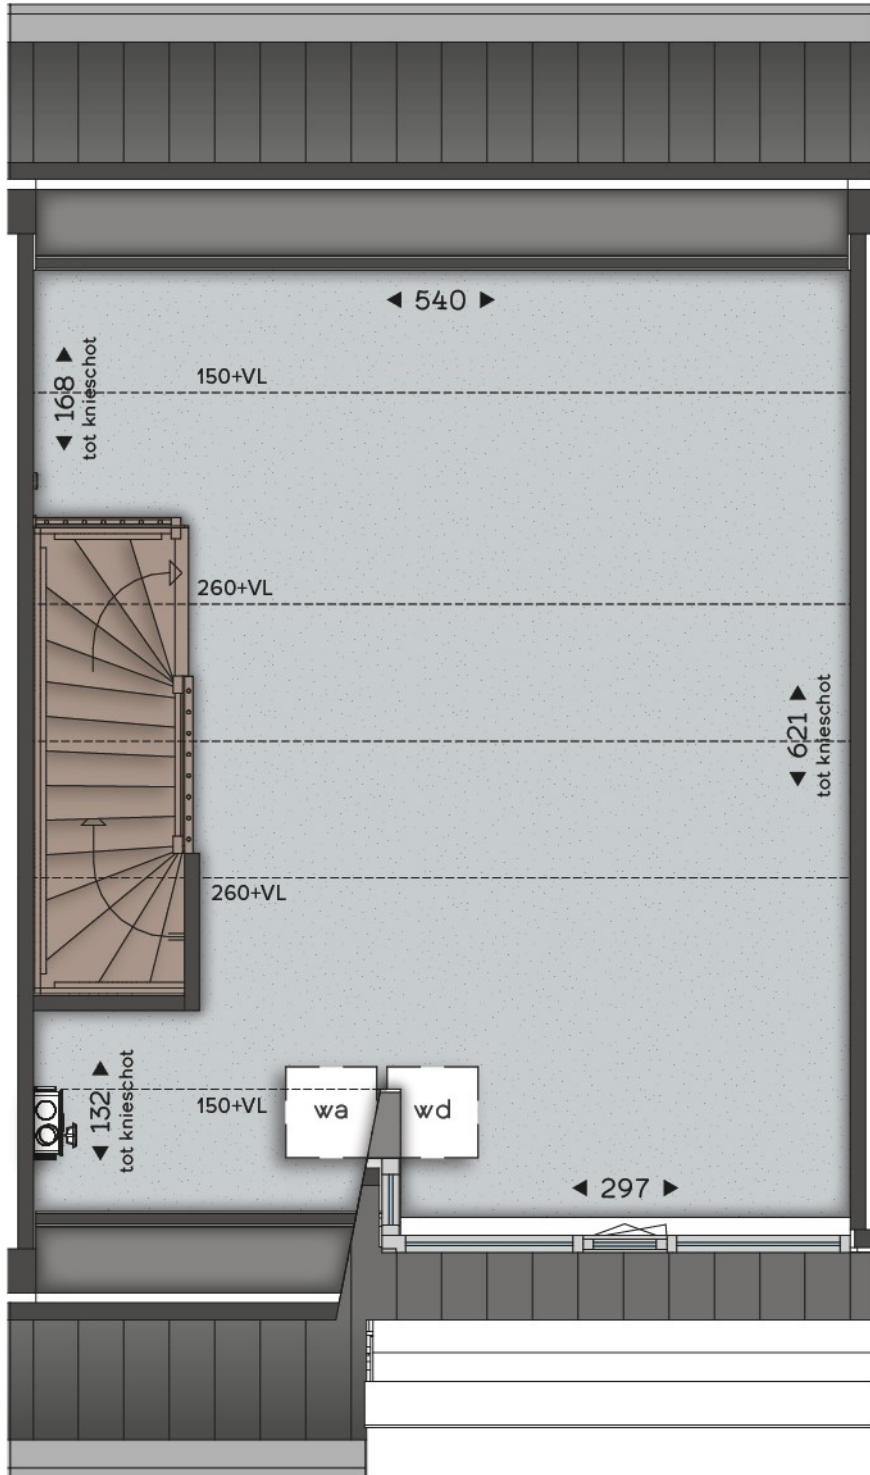 540
150+VL
168
tot knieschot
260+VL
621
tot knieschot
260+VL
132
tot knieschot
150+VL
wa
wd
297